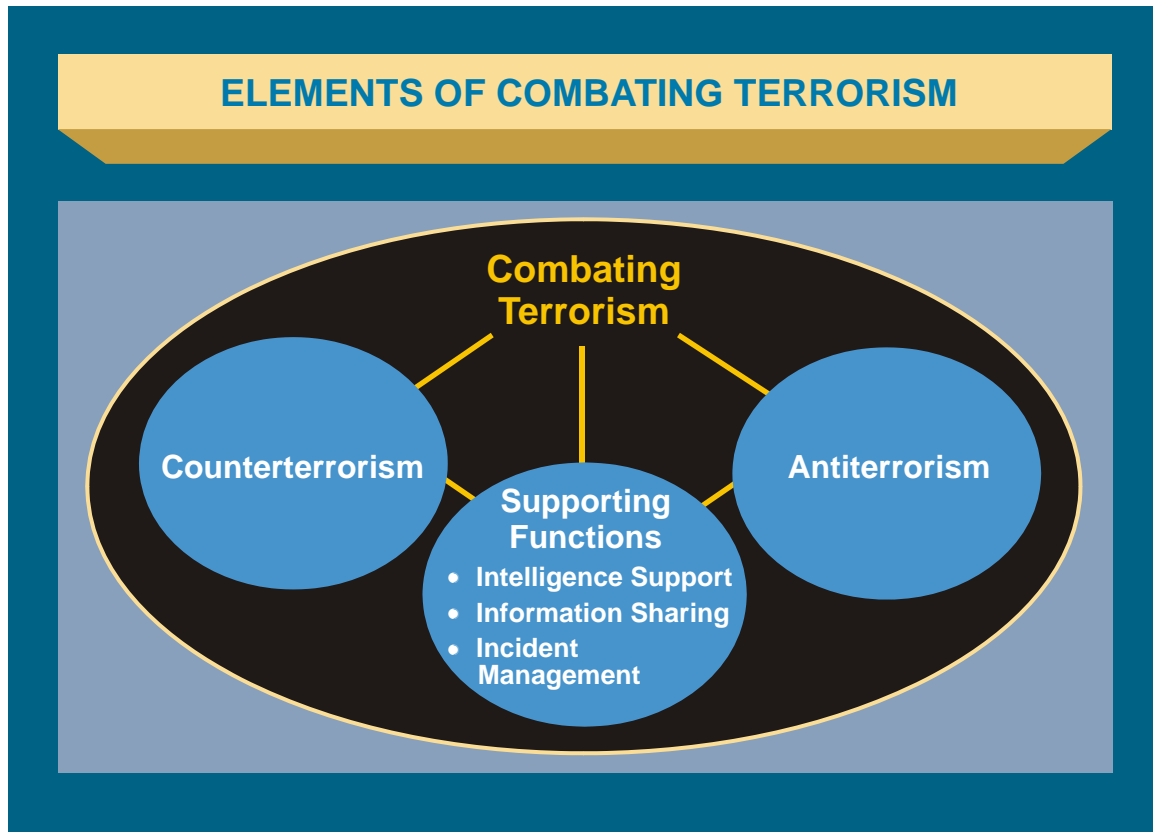 ELEMENTS OF COMBATING TERRORISM
Combating
Terrorism
Counterterrorism
Antiterrorism
Supporting
Functions
• Intelligence Support
• Information Sharing
• Incident
Management